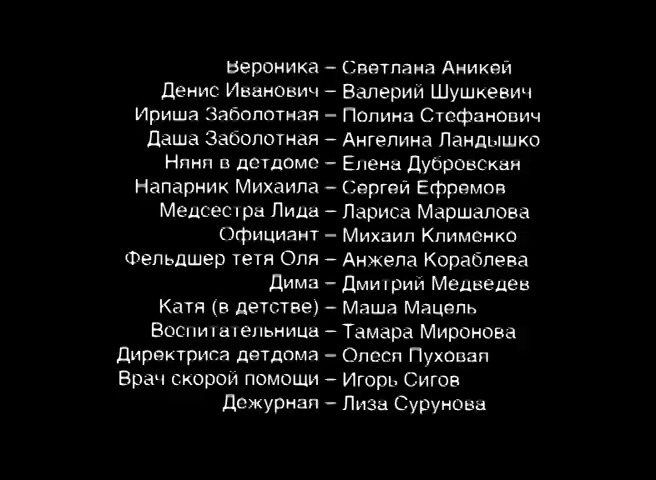 Вероника – Светлана Аникей
Денис Иванович – Валерий Шушкевич
Ириша Заболотная – Полина Стефанович
Даша Заболотная – Ангелина Ландышко
Няня в детдоме – Елена Дубровская
Напарник Михаила – Сергей Ефремов
Медсестра Лида – Лариса Маршалова
Официант – Михаил Клименко
Фельдшер тетя Оля – Анжела Кораблева
Дима – Дмитрий Медведев
Катя (в детстве) – Маша Мацель
Воспитательница – Тамара Миронова
Директриса детдома – Олеся Пуховая
Врач скорой помощи – Игорь Сигов
Дежурная – Лиза Сурунова